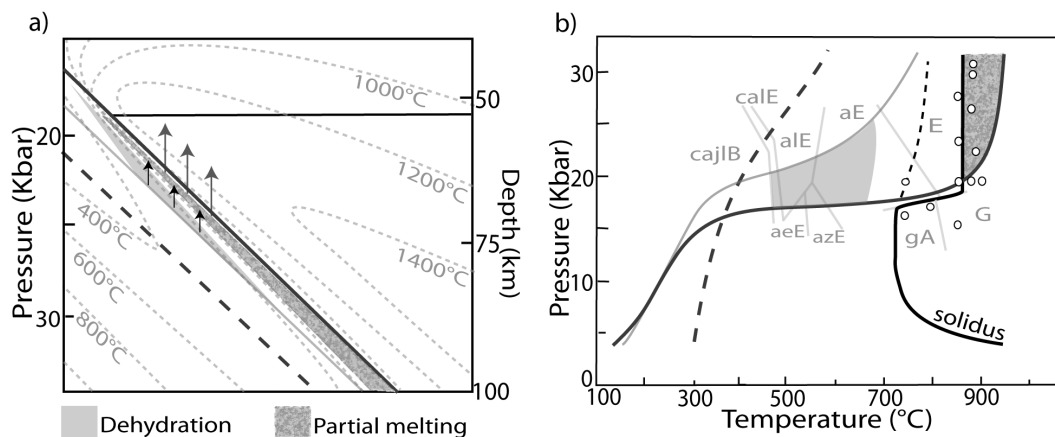 a)
b)
Pressure (Kbar)
20
30
1000°C
1200°C
1400°C
400°C
600°C
800°C
50
75
100
Depth (km)
Dehydration
Partial melting
Pressure (Kbar)
30
20
10
0
calE
alE
aE
E
cajlB
aeE
azE
gA
G
solidus
100
300
500
700
900
Temperature (°C)